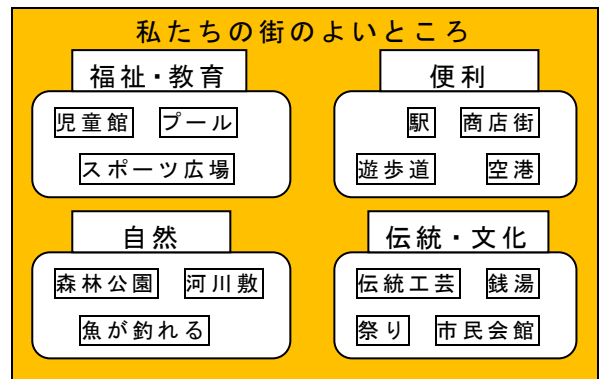 私たちの街のよいところ
福祉・教育
児童館 プール
スポーツ広場
便利
駅 商店街
遊歩道 空港
自然
森林公園 河川敷
魚が釣れる
伝統・文化
伝統工芸 銭湯
祭り 市民会館